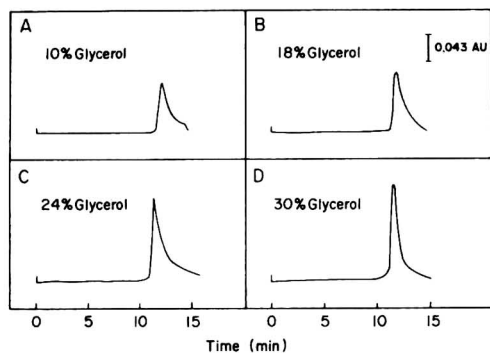 A
10% Glycerol
B
18% Glycerol
0.043 AU
C
24% Glycerol
D
30% Glycerol
0 5 10 15 0 5 10 15
Time (min)